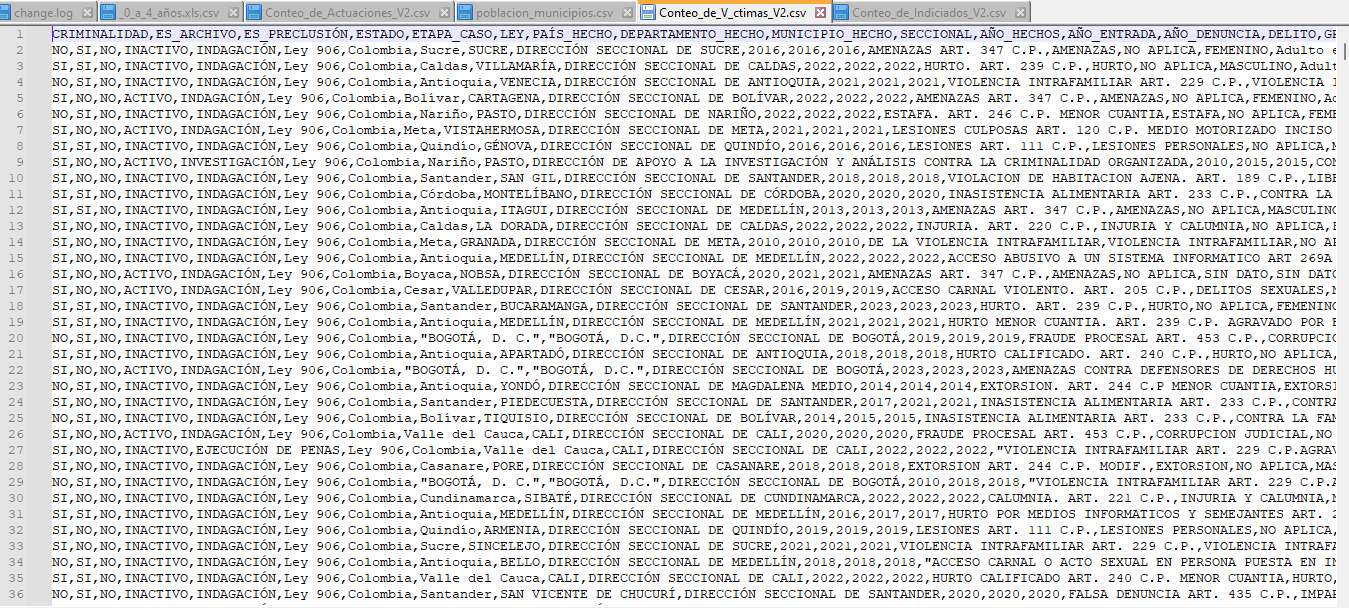 change.log _0_a_4_años.xls.csv Conteo_de_Actuaciones_V2.csv poblacion_municipios.csv Conteo_de_V_ctimas_V2.csv Conteo_de_Indiciados_V2.csv
1 CRIMINALIDAD,ES_ARCHIVO,ES_PRECLUSIÓN,ESTADO,ETAPA_CASO,LEY,PAÍS_HECHO,DEPARTAMENTO_HECHO,MUNICIPIO_HECHO,SECCIONAL,AÑO_HECHOS,AÑO_ENTRADA,AÑO_DENUNCIA,DELITO,GR
2 NO,SI,NO,INACTIVO,INDAGACIÓN,Ley 906,Colombia,Sucre,SUCRE,DIRECCIÓN SECCIONAL DE SUCRE,2016,2016,2016,AMENAZAS ART. 347 C.P.,AMENAZAS,NO APLICA,FEMENINO,Adulto e
3 SI,SI,NO,INACTIVO,INDAGACIÓN,Ley 906,Colombia,Caldas,VILLAMARÍA,DIRECCIÓN SECCIONAL DE CALDAS,2022,2022,2022,HURTO. ART. 239 C.P.,HURTO,NO APLICA,MASCULINO,Adult
4 SI,NO,NO,INACTIVO,INDAGACIÓN,Ley 906,Colombia,Antioquia,VENECIA,DIRECCIÓN SECCIONAL DE ANTIOQUIA,2021,2021,2021,VIOLENCIA INTRAFAMILIAR ART. 229 C.P.,VIOLENCIA I
5 SI,NO,NO,ACTIVO,INDAGACIÓN,Ley 906,Colombia,Bolívar,CARTAGENA,DIRECCIÓN SECCIONAL DE BOLÍVAR,2022,2022,2022,AMENAZAS ART. 347 C.P.,AMENAZAS,NO APLICA,FEMENINO,Ad
6 SI,NO,NO,INACTIVO,INDAGACIÓN,Ley 906,Colombia,Nariño,PASTO,DIRECCIÓN SECCIONAL DE NARIÑO,2022,2022,2022,ESTAFA. ART. 246 C.P. MENOR CUANTIA,ESTAFA,NO APLICA,FEME
7 SI,NO,NO,ACTIVO,INDAGACIÓN,Ley 906,Colombia,Meta,VISTAHERMOSA,DIRECCIÓN SECCIONAL DE META,2021,2021,2021,LESIONES CULPOSAS ART. 120 C.P. MEDIO MOTORIZADO INCISO
8 SI,SI,NO,INACTIVO,INDAGACIÓN,Ley 906,Colombia,Quindío,GÉNOVA,DIRECCIÓN SECCIONAL DE QUINDÍO,2016,2016,2016,LESIONES ART. 111 C.P.,LESIONES PERSONALES,NO APLICA,M
9 SI,NO,NO,ACTIVO,INVESTIGACIÓN,Ley 906,Colombia,Nariño,PASTO,DIRECCIÓN DE APOYO A LA INVESTIGACIÓN Y ANÁLISIS CONTRA LA CRIMINALIDAD ORGANIZADA,2010,2015,2015,CON
10 SI,SI,NO,INACTIVO,INDAGACIÓN,Ley 906,Colombia,Santander,SAN GIL,DIRECCIÓN SECCIONAL DE SANTANDER,2018,2018,2018,VIOLACION DE HABITACION AJENA. ART. 189 C.P.,LIBE
11 SI,NO,NO,INACTIVO,INDAGACIÓN,Ley 906,Colombia,Córdoba,MONTELÍBANO,DIRECCIÓN SECCIONAL DE CÓRDOBA,2020,2020,2020,INASISTENCIA ALIMENTARIA ART. 233 C.P.,CONTRA LA
12 SI,SI,NO,INACTIVO,INDAGACIÓN,Ley 906,Colombia,Antioquia,ITAGUI,DIRECCIÓN SECCIONAL DE MEDELLÍN,2013,2013,2013,AMENAZAS ART. 347 C.P.,AMENAZAS,NO APLICA,MASCULINO
13 SI,SI,NO,INACTIVO,INDAGACIÓN,Ley 906,Colombia,Caldas,LA DORADA,DIRECCIÓN SECCIONAL DE CALDAS,2022,2022,2022,INJURIA. ART. 220 C.P.,INJURIA Y CALUMNIA,NO APLICA,F
14 SI,NO,NO,INACTIVO,INDAGACIÓN,Ley 906,Colombia,Meta,GRANADA,DIRECCIÓN SECCIONAL DE META,2010,2010,2010,DE LA VIOLENCIA INTRAFAMILIAR,VIOLENCIA INTRAFAMILIAR,NO AP
15 SI,SI,NO,INACTIVO,INDAGACIÓN,Ley 906,Colombia,Antioquia,MEDELLÍN,DIRECCIÓN SECCIONAL DE MEDELLÍN,2022,2022,2022,ACCESO ABUSIVO A UN SISTEMA INFORMATICO ART 269A
16 SI,NO,NO,ACTIVO,INDAGACIÓN,Ley 906,Colombia,Boyaca,NOBSA,DIRECCIÓN SECCIONAL DE BOYACÁ,2020,2021,2021,AMENAZAS ART. 347 C.P.,AMENAZAS,NO APLICA,SIN DATO,SIN DATO
17 SI,NO,NO,ACTIVO,INDAGACIÓN,Ley 906,Colombia,Cesar,VALLEDUPAR,DIRECCIÓN SECCIONAL DE CESAR,2016,2019,2019,ACCESO CARNAL VIOLENTO. ART. 205 C.P.,DELITOS SEXUALES,N
18 SI,SI,NO,INACTIVO,INDAGACIÓN,Ley 906,Colombia,Santander,BUCARAMANGA,DIRECCIÓN SECCIONAL DE SANTANDER,2023,2023,2023,HURTO. ART. 239 C.P.,HURTO,NO APLICA,FEMENINO
19 SI,SI,NO,INACTIVO,INDAGACIÓN,Ley 906,Colombia,Antioquia,MEDELLÍN,DIRECCIÓN SECCIONAL DE MEDELLÍN,2021,2021,2021,HURTO MENOR CUANTIA. ART. 239 C.P. AGRAVADO POR E
20 NO,SI,NO,INACTIVO,INDAGACIÓN,Ley 906,Colombia,"BOGOTÁ, D. C.","BOGOTÁ, D.C.",DIRECCIÓN SECCIONAL DE BOGOTÁ,2019,2019,2019,FRAUDE PROCESAL ART. 453 C.P.,CORRUPCIO
21 SI,SI,NO,INACTIVO,INDAGACIÓN,Ley 906,Colombia,Antioquia,APARTADÓ,DIRECCIÓN SECCIONAL DE ANTIOQUIA,2018,2018,2018,HURTO CALIFICADO. ART. 240 C.P.,HURTO,NO APLICA,
22 SI,NO,NO,ACTIVO,INDAGACIÓN,Ley 906,Colombia,"BOGOTÁ, D. C.","BOGOTÁ, D.C.",DIRECCIÓN SECCIONAL DE BOGOTÁ,2023,2023,2023,AMENAZAS CONTRA DEFENSORES DE DERECHOS HU
23 NO,SI,NO,INACTIVO,INDAGACIÓN,Ley 906,Colombia,Antioquia,YONDÓ,DIRECCIÓN SECCIONAL DE MAGDALENA MEDIO,2014,2014,2014,EXTORSION. ART. 244 C.P MENOR CUANTIA,EXTORSI
24 SI,SI,NO,INACTIVO,INDAGACIÓN,Ley 906,Colombia,Santander,PIEDECUESTA,DIRECCIÓN SECCIONAL DE SANTANDER,2017,2021,2021,INASISTENCIA ALIMENTARIA ART. 233 C.P.,CONTRA
25 NO,SI,NO,INACTIVO,INDAGACIÓN,Ley 906,Colombia,Bolívar,TIQUISIO,DIRECCIÓN SECCIONAL DE BOLÍVAR,2014,2015,2015,INASISTENCIA ALIMENTARIA ART. 233 C.P.,CONTRA LA FAM
26 SI,NO,NO,ACTIVO,INDAGACIÓN,Ley 906,Colombia,Valle del Cauca,CALI,DIRECCIÓN SECCIONAL DE CALI,2020,2020,2020,FRAUDE PROCESAL ART. 453 C.P.,CORRUPCION JUDICIAL,NO
27 SI,NO,NO,INACTIVO,EJECUCIÓN DE PENAS,Ley 906,Colombia,Valle del Cauca,CALI,DIRECCIÓN SECCIONAL DE CALI,2022,2022,2022,"VIOLENCIA INTRAFAMILIAR ART. 229 C.P.AGRAV
28 SI,SI,NO,INACTIVO,INDAGACIÓN,Ley 906,Colombia,Casanare,PORE,DIRECCIÓN SECCIONAL DE CASANARE,2018,2018,2018,EXTORSION ART. 244 C.P. MODIF.,EXTORSION,NO APLICA,MAS
29 SI,NO,NO,INACTIVO,INDAGACIÓN,Ley 906,Colombia,"BOGOTÁ, D. C.","BOGOTÁ, D.C.",DIRECCIÓN SECCIONAL DE BOGOTÁ,2010,2018,2018,"VIOLENCIA INTRAFAMILIAR ART. 229 C.P.A
30 SI,NO,NO,INACTIVO,INDAGACIÓN,Ley 906,Colombia,Cundinamarca,SIBATÉ,DIRECCIÓN SECCIONAL DE CUNDINAMARCA,2022,2022,2022,CALUMNIA. ART. 221 C.P.,INJURIA Y CALUMNIA,N
31 SI,SI,NO,INACTIVO,INDAGACIÓN,Ley 906,Colombia,Antioquia,MEDELLÍN,DIRECCIÓN SECCIONAL DE MEDELLÍN,2016,2017,2017,HURTO POR MEDIOS INFORMATICOS Y SEMEJANTES ART. 2
32 SI,NO,NO,INACTIVO,INDAGACIÓN,Ley 906,Colombia,Quindío,ARMENIA,DIRECCIÓN SECCIONAL DE QUINDÍO,2019,2019,2019,LESIONES ART. 111 C.P.,LESIONES PERSONALES,NO APLICA,
33 SI,SI,NO,INACTIVO,INDAGACIÓN,Ley 906,Colombia,Sucre,SINCELEJO,DIRECCIÓN SECCIONAL DE SUCRE,2021,2021,2021,VIOLENCIA INTRAFAMILIAR ART. 229 C.P.,VIOLENCIA INTRAFA
34 NO,SI,NO,INACTIVO,INDAGACIÓN,Ley 906,Colombia,Antioquia,BELLO,DIRECCIÓN SECCIONAL DE MEDELLÍN,2018,2018,2018,"ACCESO CARNAL O ACTO SEXUAL EN PERSONA PUESTA EN IN
35 SI,SI,NO,INACTIVO,INDAGACIÓN,Ley 906,Colombia,Valle del Cauca,CALI,DIRECCIÓN SECCIONAL DE CALI,2022,2022,2022,HURTO CALIFICADO ART. 240 C.P. MENOR CUANTIA,HURTO,
36 NO,SI,NO,INACTIVO,INDAGACIÓN,Ley 906,Colombia,Santander,SAN VICENTE DE CHUCURÍ,DIRECCIÓN SECCIONAL DE SANTANDER,2020,2020,2020,FALSA DENUNCIA ART. 435 C.P.,IMPAR